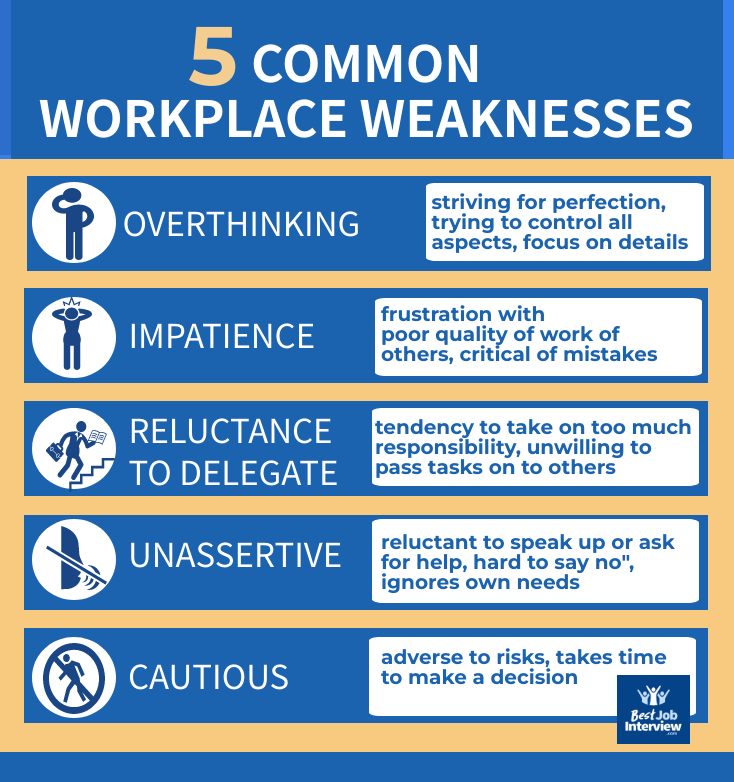 5 COMMON
WORKPLACE WEAKNESSES
OVERTHINKING
striving for perfection,
trying to control all
aspects, focus on details
IMPATIENCE
frustration with
poor quality of work of
others, critical of mistakes
RELUCTANCE
TO DELEGATE
tendency to take on too much
responsibility, unwilling to
pass tasks on to others
UNASSERTIVE
reluctant to speak up or ask
for help, hard to say no",
ignores own needs
CAUTIOUS
adverse to risks, takes time
to make a decision
Best Job
Interview
.com